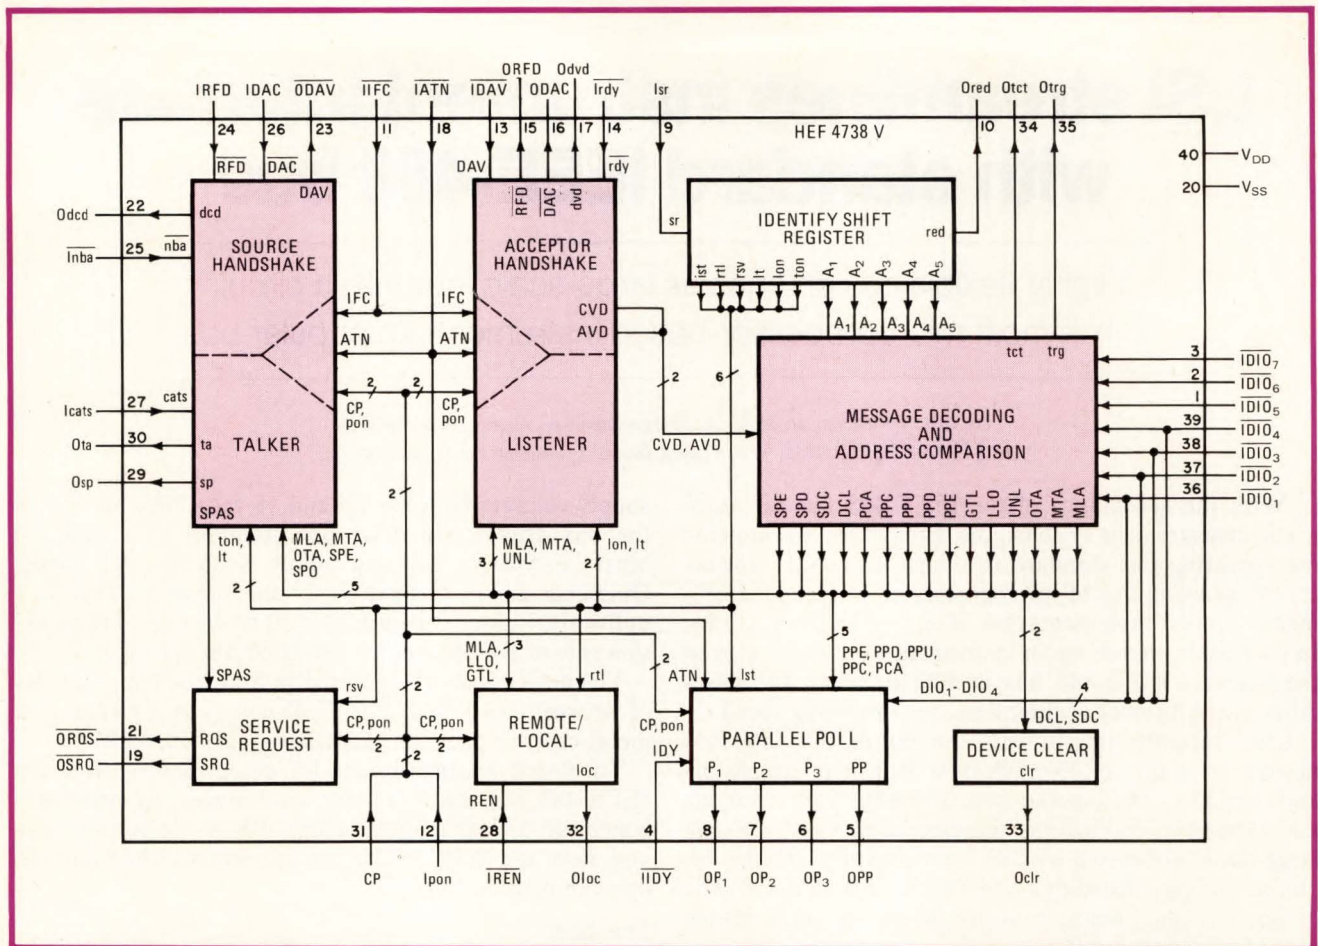 IRFD IDAC ODAV IIFC IATN IDAV ORFD ODAC Odvd Irdy Isr Ored Otct Otrg
24 26 23 11 18 13 15 16 17 14 9 HEF 4738 V 10 34 35
RFD DAC DAV DAV RFD DAC dvd rdy
40 VDD
20 VSS
Odcd 22 dcd
Inba 25 nba
SOURCE HANDSHAKE
ACCEPTOR HANDSHAKE
sr IDENTIFY SHIFT REGISTER red
ist rtl rsv lt lon ton A1 A2 A3 A4 A5
IFC IFC
CVD
AVD
ATN ATN
A1 A2 A3 A4 A5
tct trg
2 2
CP, pon CP, pon
6
2
CVD, AVD
MESSAGE DECODING AND ADDRESS COMPARISON
3 IDIO7
2 IDIO6
1 IDIO5
39 IDIO4
38 IDIO3
37 IDIO2
36 IDIO1
Icats 27 cats
Ota 30 ta
Osp 29 sp
TALKER
LISTENER
SPAS
2
SPE SPD SDC DCL PCA PPC PPU PPD PPE GTL LLO UNL OTA MTA MLA
ton, lt
2
MLA, MTA, OTA, SPE, SPO
5
MLA, MTA, UNL
3
lon, lt
2
MLA, LLO, GTL
3
rtl
5
PPE, PPD, PPU, PPC, PCA
2
ATN Ist
2
CP, pon
DIO1-DIO4 4
DCL, SDC
SPAS
rsv
2
CP, pon CP, pon
2 2
2
SERVICE REQUEST
RQS
SRQ
ORQS 21
OSRQ 19
REMOTE/ LOCAL
loc
IDY
PARALLEL POLL
P1 P2 P3 PP
DEVICE CLEAR
clr
REN
31 12 28 32 4 8 7 6 5 33
CP Ipon IREN Oloc IIDY OP1 OP2 OP3 OPP Oclr